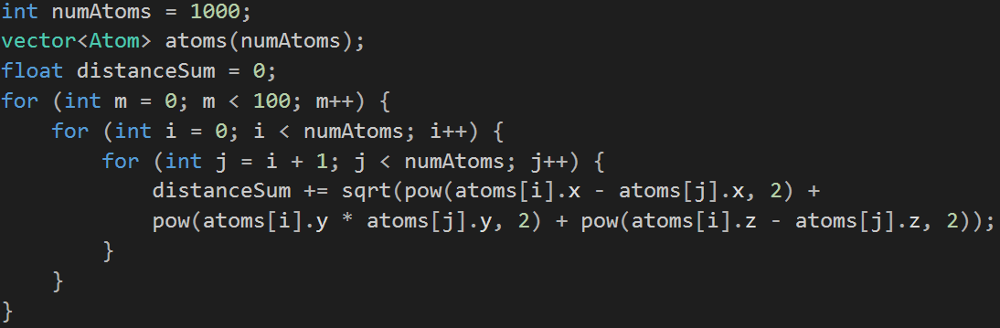 int numAtoms = 1000;
vector<Atom> atoms(numAtoms);
float distanceSum = 0;
for (int m = 0; m < 100; m++) {
    for (int i = 0; i < numAtoms; i++) {
        for (int j = i + 1; j < numAtoms; j++) {
            distanceSum += sqrt(pow(atoms[i].x - atoms[j].x, 2) +
            pow(atoms[i].y * atoms[j].y, 2) + pow(atoms[i].z - atoms[j].z, 2));
        }
    }
}